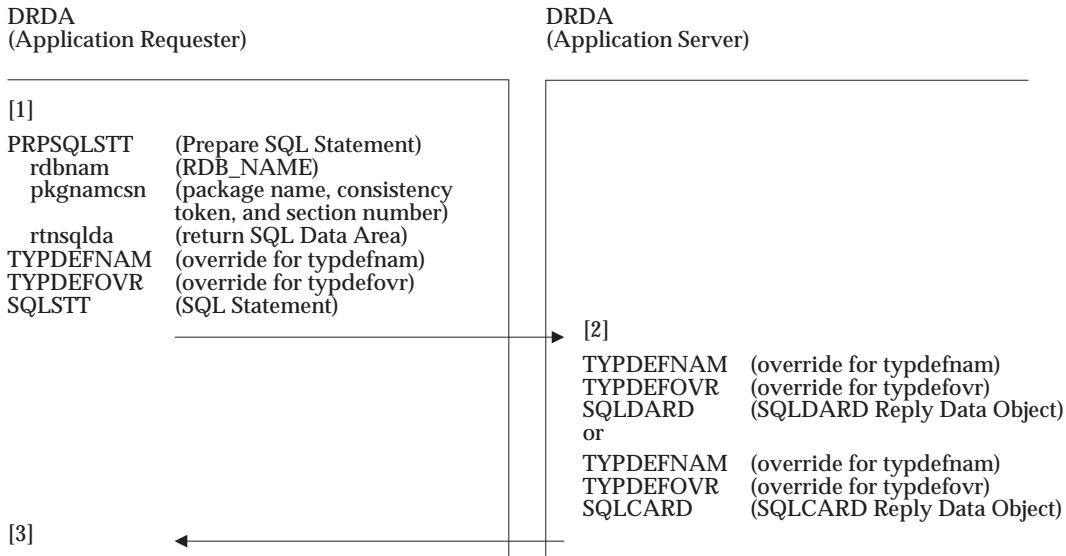 DRDA
(Application Requester)
DRDA
(Application Server)
[1]
PRPSQLSTT (Prepare SQL Statement)
rdbnam (RDB_NAME)
pkgnamcsn (package name, consistency
token, and section number)
rtnsqlda (return SQL Data Area)
TYPDEFNAM (override for typdefnam)
TYPDEFOVR (override for typdefovr)
SQLSTT (SQL Statement)
[2]
TYPDEFNAM (override for typdefnam)
TYPDEFOVR (override for typdefovr)
SQLDARD (SQLDARD Reply Data Object)
or
TYPDEFNAM (override for typdefnam)
TYPDEFOVR (override for typdefovr)
SQLCARD (SQLCARD Reply Data Object)
[3]